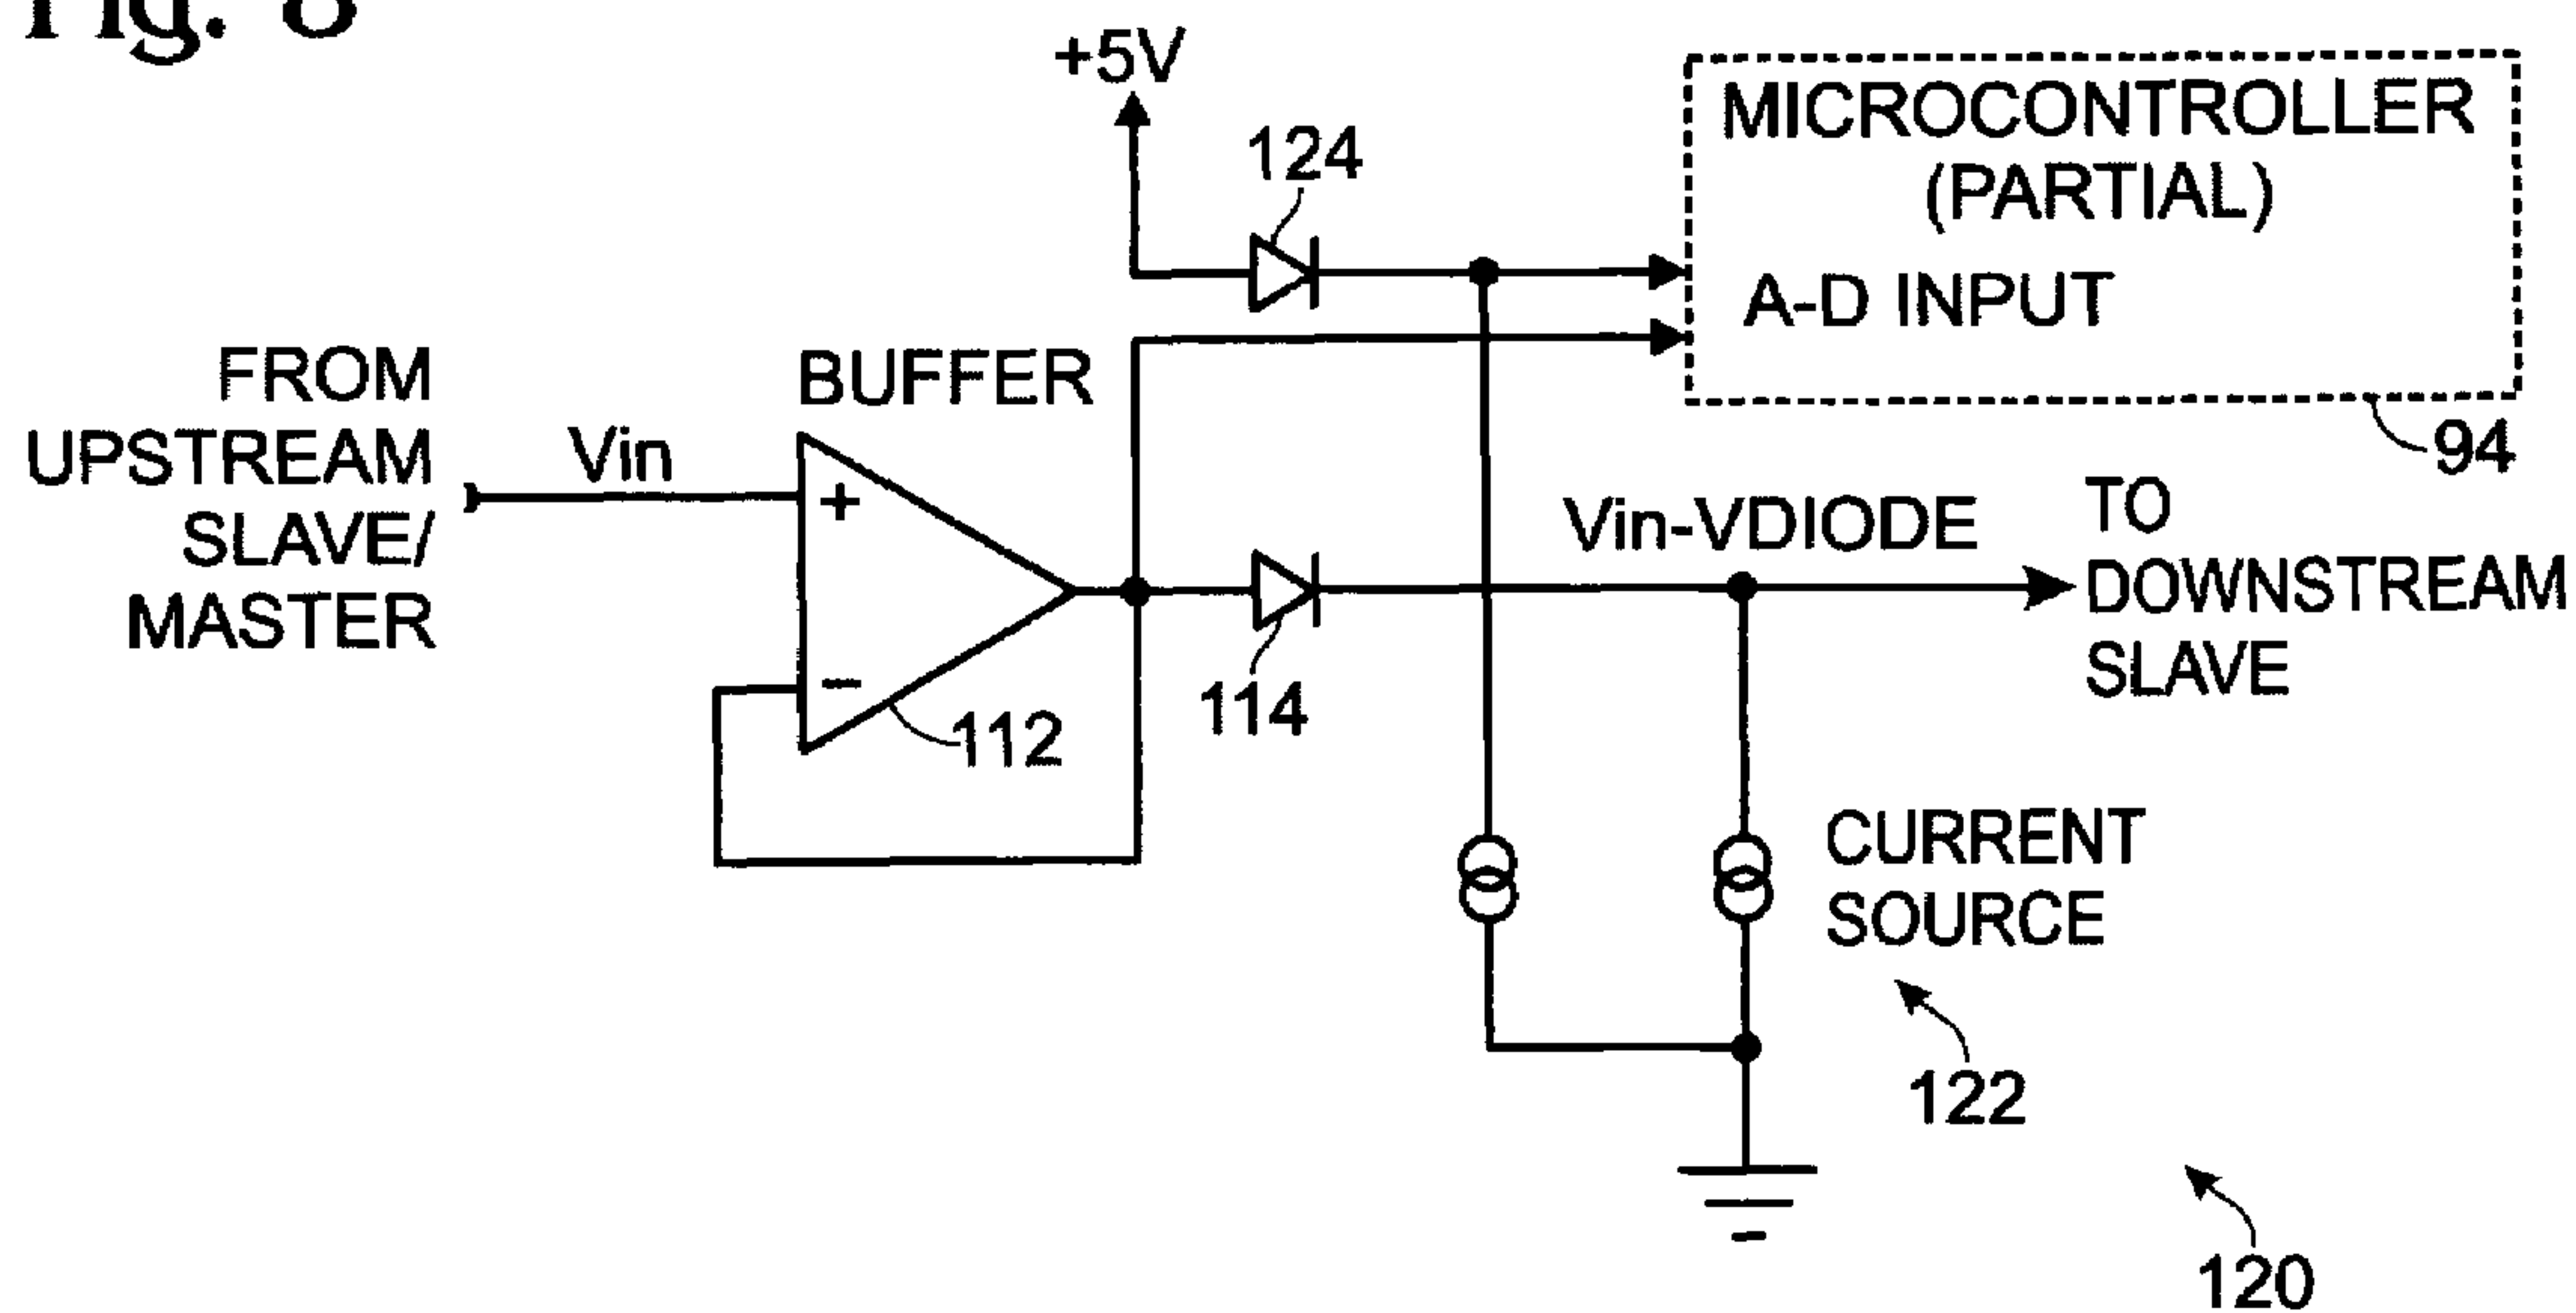 Fig. 8
+5V
124
MICROCONTROLLER
(PARTIAL)
A-D INPUT
94
FROM
UPSTREAM
SLAVE/
MASTER
Vin
BUFFER
+
−
112
114
Vin-VDIODE
TO
DOWNSTREAM
SLAVE
CURRENT
SOURCE
122
120